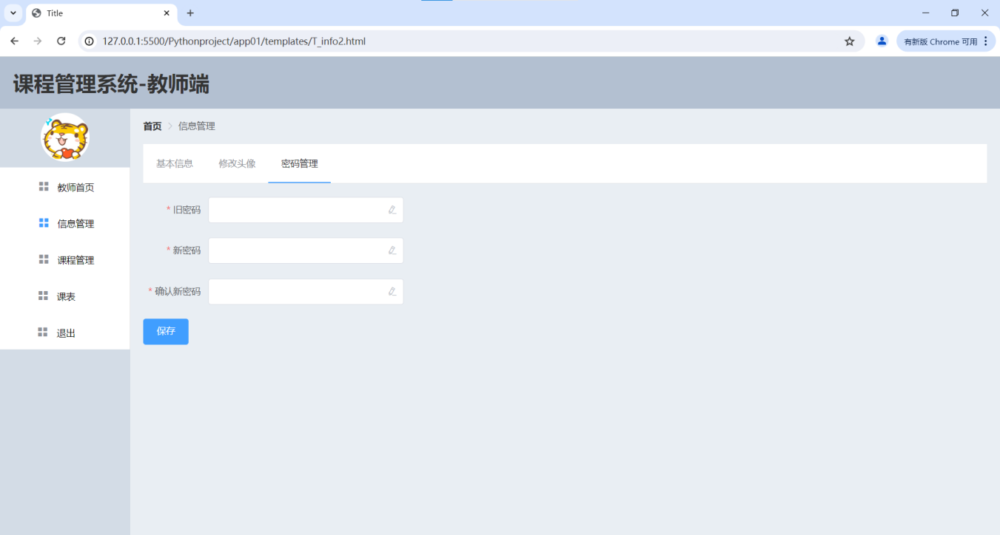 Title
127.0.0.1:5500/Pythonproject/app01/templates/T_info2.html
有新版 Chrome 可用
课程管理系统-教师端
首页 信息管理
基本信息 修改头像 密码管理
教师首页
信息管理
课程管理
课表
退出
* 旧密码
* 新密码
* 确认新密码
保存